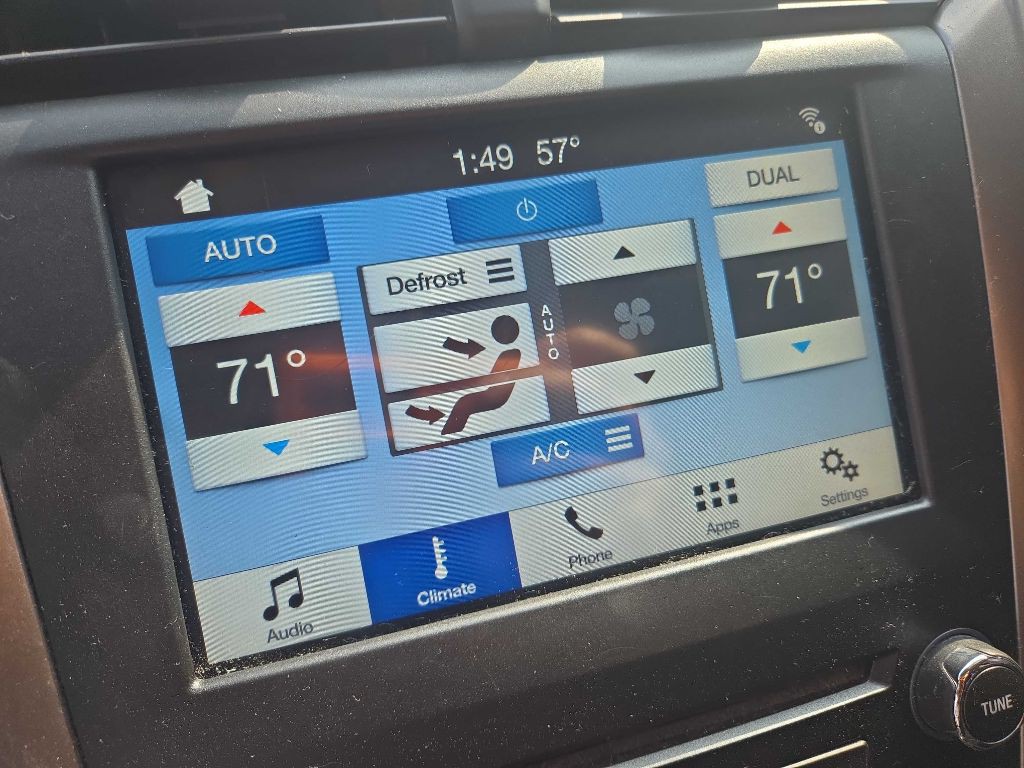 1:49 57°
AUTO
DUAL
Defrost
AUTO
71°
71°
A/C
Audio
Climate
Phone
Apps
Settings
TUNE